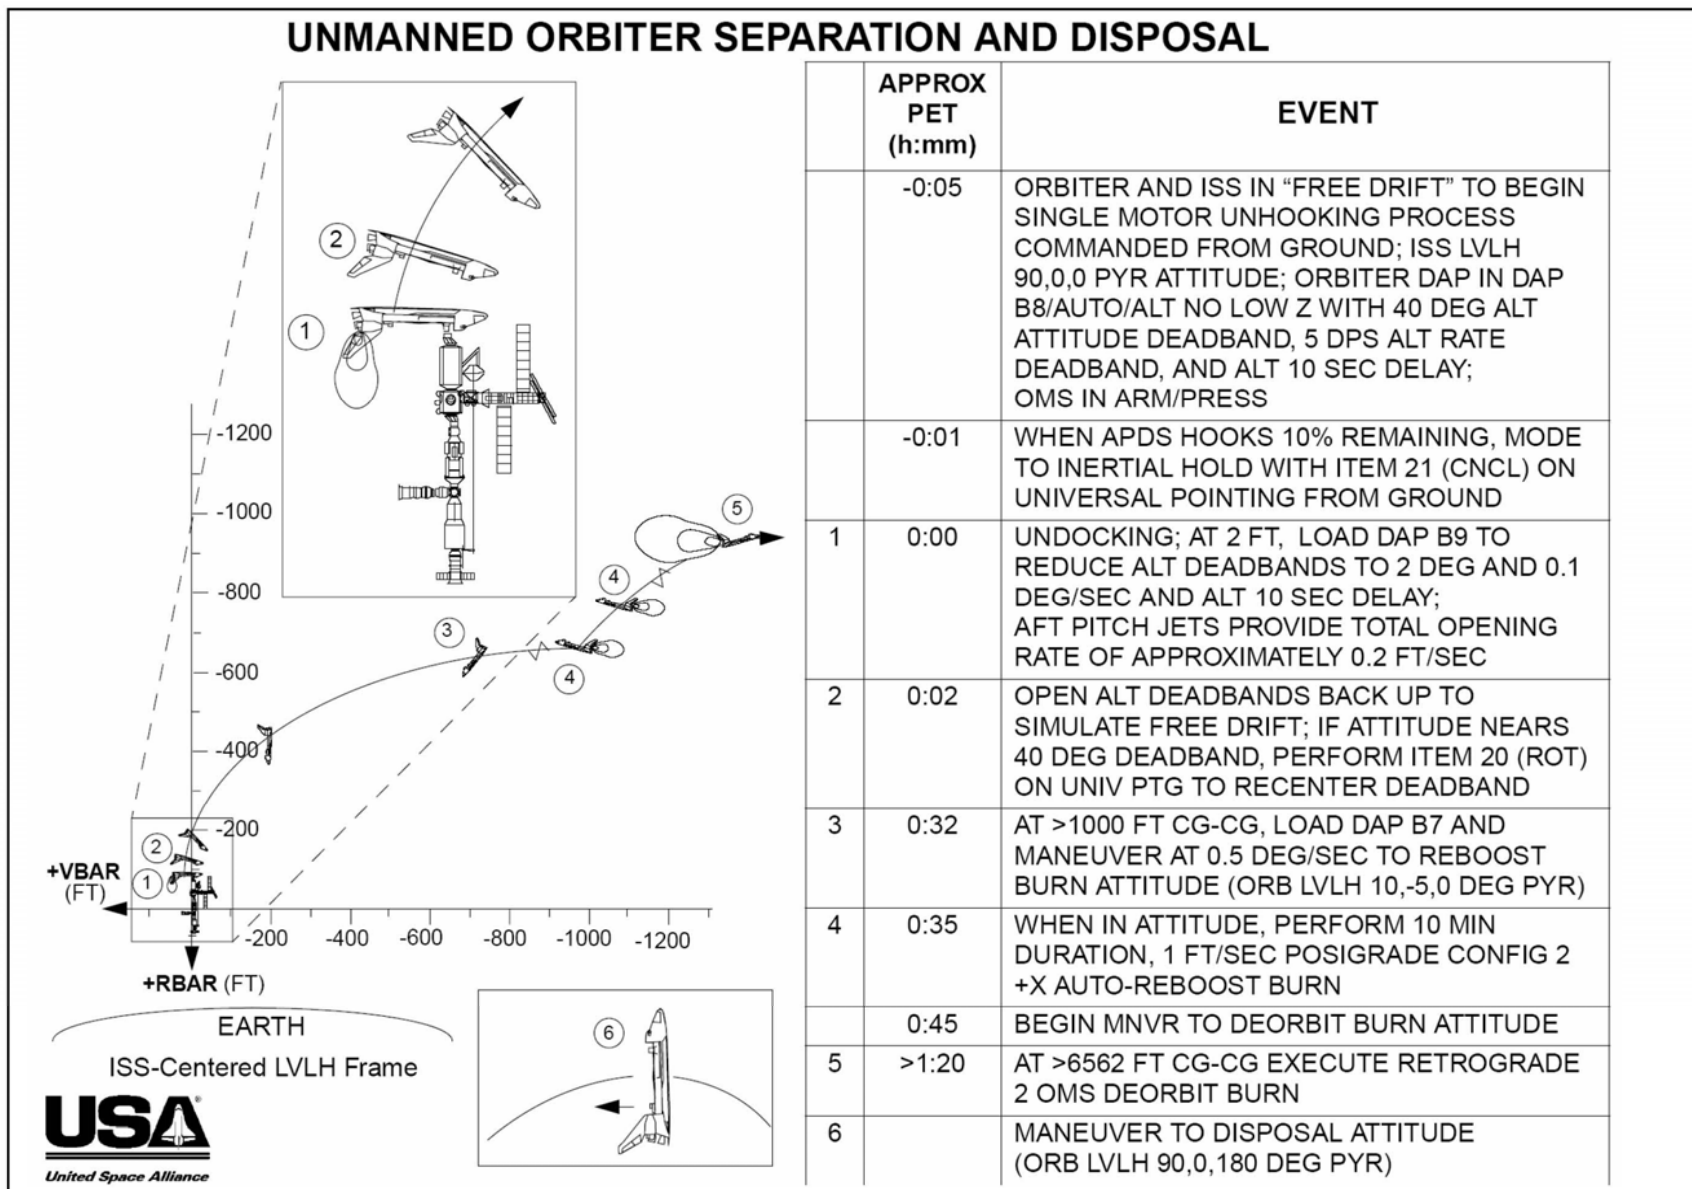 UNMANNED ORBITER SEPARATION AND DISPOSAL
2
1
-1200
-1000
-800
-600
-400
-200
5
4
3
4
2
1
+VBAR
(FT)
-200
-400
-600
-800
-1000
-1200
+RBAR (FT)
EARTH
ISS-Centered LVLH Frame
USA
United Space Alliance
6
APPROX
PET
(h:mm)
EVENT
-0:05
ORBITER AND ISS IN “FREE DRIFT” TO BEGIN
SINGLE MOTOR UNHOOKING PROCESS
COMMANDED FROM GROUND; ISS LVLH
90,0,0 PYR ATTITUDE; ORBITER DAP IN DAP
B8/AUTO/ALT NO LOW Z WITH 40 DEG ALT
ATTITUDE DEADBAND, 5 DPS ALT RATE
DEADBAND, AND ALT 10 SEC DELAY;
OMS IN ARM/PRESS
-0:01
WHEN APDS HOOKS 10% REMAINING, MODE
TO INERTIAL HOLD WITH ITEM 21 (CNCL) ON
UNIVERSAL POINTING FROM GROUND
1
0:00
UNDOCKING; AT 2 FT, LOAD DAP B9 TO
REDUCE ALT DEADBANDS TO 2 DEG AND 0.1
DEG/SEC AND ALT 10 SEC DELAY;
AFT PITCH JETS PROVIDE TOTAL OPENING
RATE OF APPROXIMATELY 0.2 FT/SEC
2
0:02
OPEN ALT DEADBANDS BACK UP TO
SIMULATE FREE DRIFT; IF ATTITUDE NEARS
40 DEG DEADBAND, PERFORM ITEM 20 (ROT)
ON UNIV PTG TO RECENTER DEADBAND
3
0:32
AT >1000 FT CG-CG, LOAD DAP B7 AND
MANEUVER AT 0.5 DEG/SEC TO REBOOST
BURN ATTITUDE (ORB LVLH 10,-5,0 DEG PYR)
4
0:35
WHEN IN ATTITUDE, PERFORM 10 MIN
DURATION, 1 FT/SEC POSIGRADE CONFIG 2
+X AUTO-REBOOST BURN
0:45
BEGIN MNVR TO DEORBIT BURN ATTITUDE
5
>1:20
AT >6562 FT CG-CG EXECUTE RETROGRADE
2 OMS DEORBIT BURN
6
MANEUVER TO DISPOSAL ATTITUDE
(ORB LVLH 90,0,180 DEG PYR)